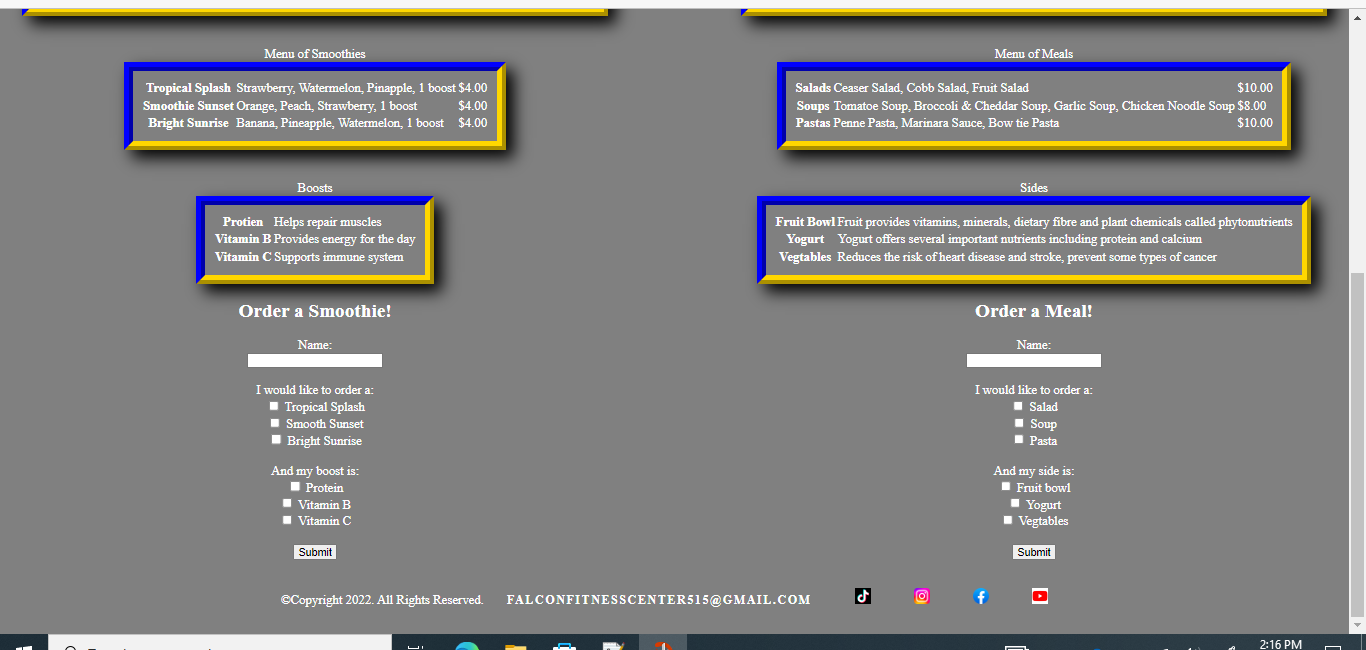 Menu of Smoothies
Tropical Splash Strawberry, Watermelon, Pinapple, 1 boost $4.00
Smoothie Sunset Orange, Peach, Strawberry, 1 boost $4.00
Bright Sunrise Banana, Pineapple, Watermelon, 1 boost $4.00
Boosts
Protien Helps repair muscles
Vitamin B Provides energy for the day
Vitamin C Supports immune system
Order a Smoothie!
Name:
I would like to order a:
Tropical Splash
Smooth Sunset
Bright Sunrise
And my boost is:
Protein
Vitamin B
Vitamin C
Submit
Menu of Meals
Salads Ceaser Salad, Cobb Salad, Fruit Salad $10.00
Soups Tomatoe Soup, Broccoli & Cheddar Soup, Garlic Soup, Chicken Noodle Soup $8.00
Pastas Penne Pasta, Marinara Sauce, Bow tie Pasta $10.00
Sides
Fruit Bowl Fruit provides vitamins, minerals, dietary fibre and plant chemicals called phytonutrients
Yogurt Yogurt offers several important nutrients including protein and calcium
Vegtables Reduces the risk of heart disease and stroke, prevent some types of cancer
Order a Meal!
Name:
I would like to order a:
Salad
Soup
Pasta
And my side is:
Fruit bowl
Yogurt
Vegtables
Submit
©Copyright 2022. All Rights Reserved. FALCONFITNESSCENTER515@GMAIL.COM
2:16 PM